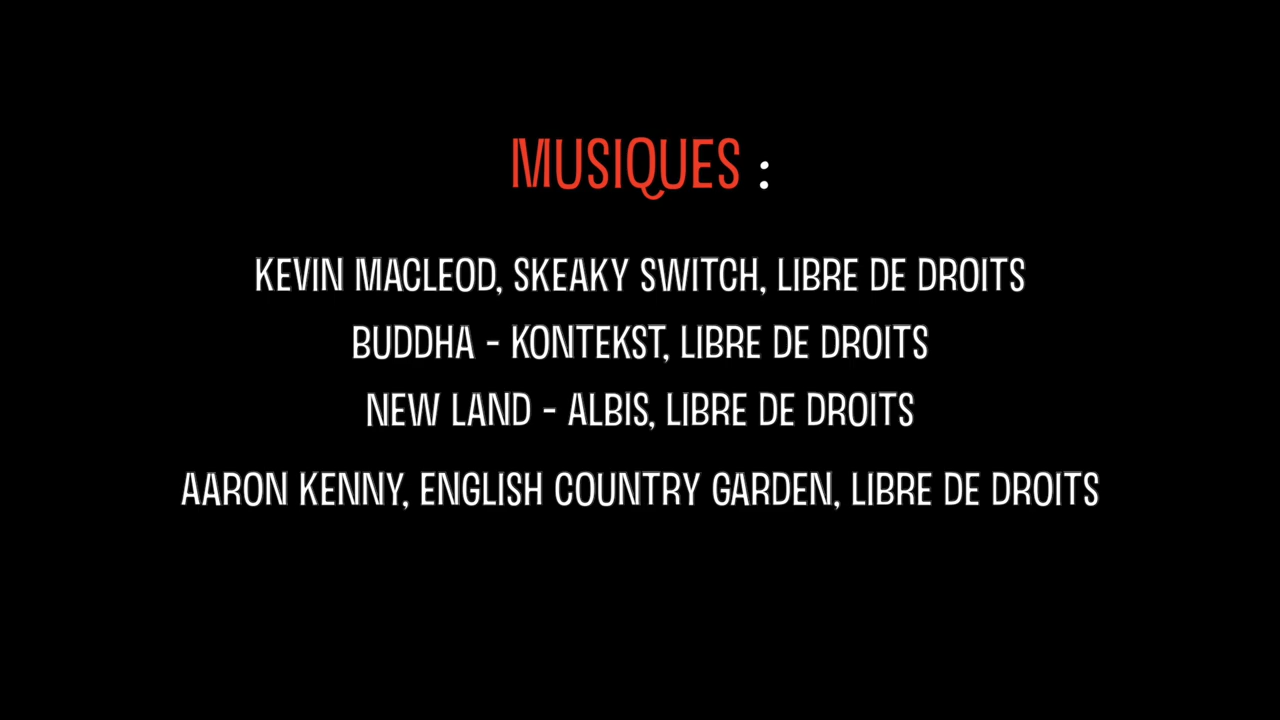 MUSIQUES :
KEVIN MACLEOD, SKEAKY SWITCH, LIBRE DE DROITS
BUDDHA - KONTEKST, LIBRE DE DROITS
NEW LAND - ALBIS, LIBRE DE DROITS
AARON KENNY, ENGLISH COUNTRY GARDEN, LIBRE DE DROITS